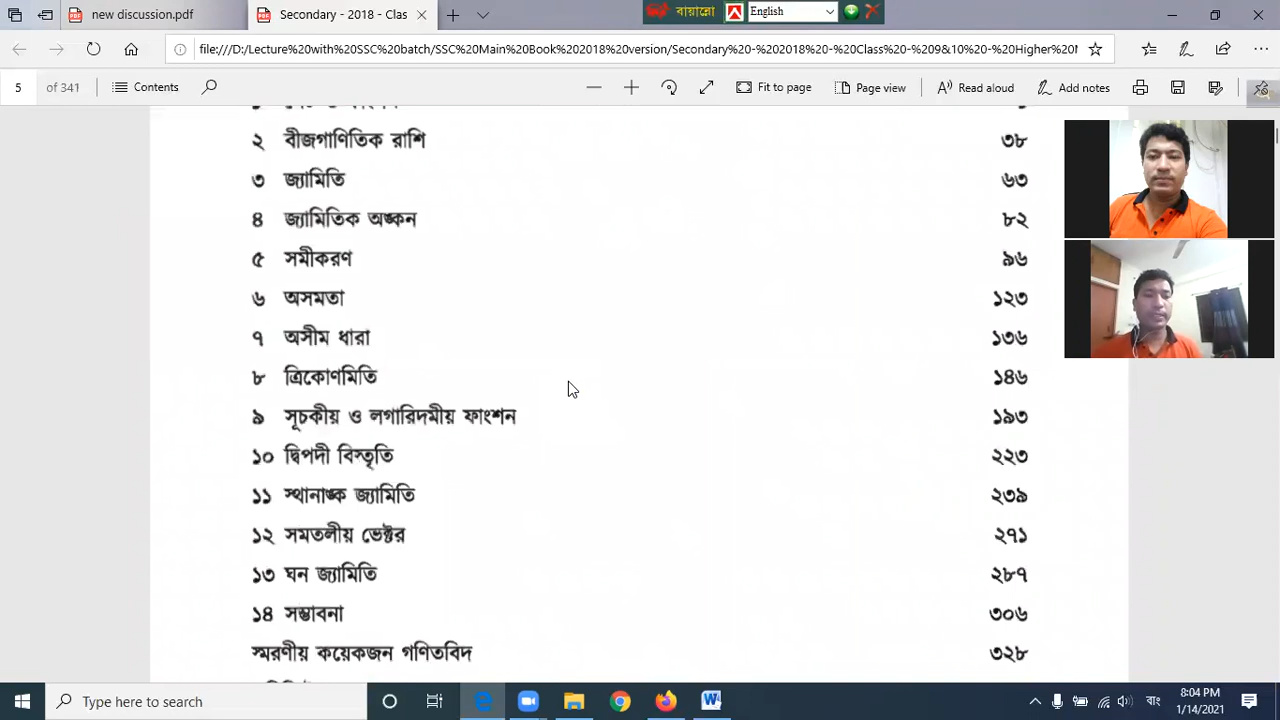 Secondary - 2018 - Clas
বায়ান্নো
English
file:///D:/Lecture%20with%20SSC%20batch/SSC%20Main%20Book%202018%20version/Secondary%20-%202018%20-%20Class%20-%209&10%20-%20Higher%20
5 of 341
Contents
Fit to page
Page view
Read aloud
Add notes
২ বীজগাণিতিক রাশি ৩৮
৩ জ্যামিতি ৬৩
৪ জ্যামিতিক অঙ্কন ৮২
৫ সমীকরণ ৯৬
৬ অসমতা ১২৩
৭ অসীম ধারা ১৩৬
৮ ত্রিকোণমিতি ১৪৬
৯ সূচকীয় ও লগারিদমীয় ফাংশন ১৯৩
১০ দ্বিপদী বিস্তৃতি ২২৩
১১ স্থানাঙ্ক জ্যামিতি ২৩৯
১২ সমতলীয় ভেক্টর ২৭১
১৩ ঘন জ্যামিতি ২৮৭
১৪ সম্ভাবনা ৩০৬
স্মরণীয় কয়েকজন গণিতবিদ ৩২৮
Type here to search
বাং
8:04 PM
1/14/2021